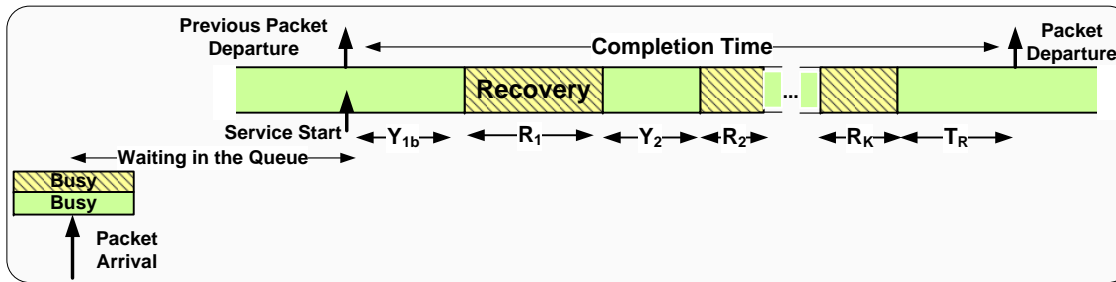 Previous Packet
Departure
Completion Time
Packet
Departure
Recovery
...
Service Start
Y1b
R1
Y2
R2
RK
TR
Waiting in the Queue
Busy
Busy
Packet
Arrival